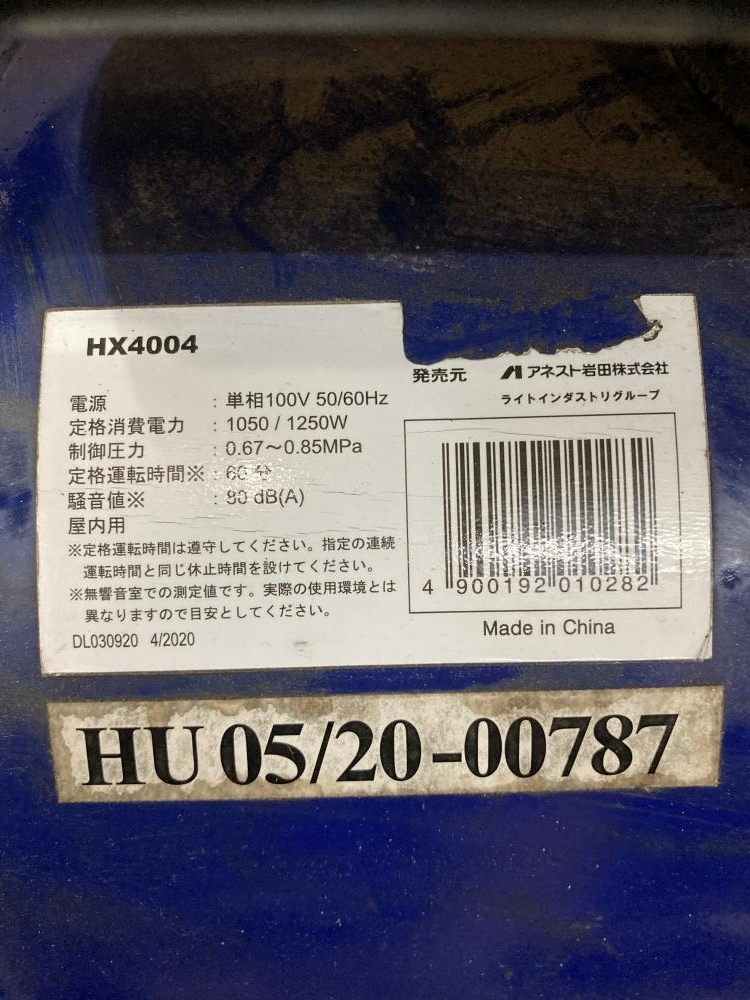 HX4004
電源 : 単相100V 50/60Hz
定格消費電力 : 1050 / 1250W
制御圧力 : 0.67～0.85MPa
定格運転時間※ : 60 分
騒音値※ : 80 dB(A)
屋内用
※定格運転時間は遵守してください。指定の連続
運転時間と同じ休止時間を設けてください。
※無響音室での測定値です。実際の使用環境とは
異なりますので目安としてください。
DL030920 4/2020
発売元 アネスト岩田株式会社
ライトインダストリグループ
4 900192 010282
Made in China
HU 05/20-00787